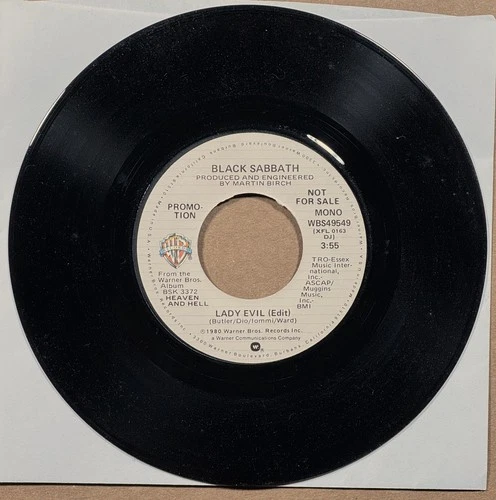 BLACK SABBATH
PRODUCED AND ENGINEERED
BY MARTIN BIRCH
PROMO-
TION
NOT
FOR SALE
MONO
WBS49549
(XFL 0163
DJ)
3:55
From the
Warner Bros.
Album
BSK 3372
HEAVEN
AND HELL
TRO-Essex
Music Inter-
national,
Inc.-
ASCAP/
Muggins
Music,
Inc.-
BMI
LADY EVIL (Edit)
(Butler/Dio/Iommi/Ward)
℗1980 Warner Bros. Records Inc.
a Warner Communications Company